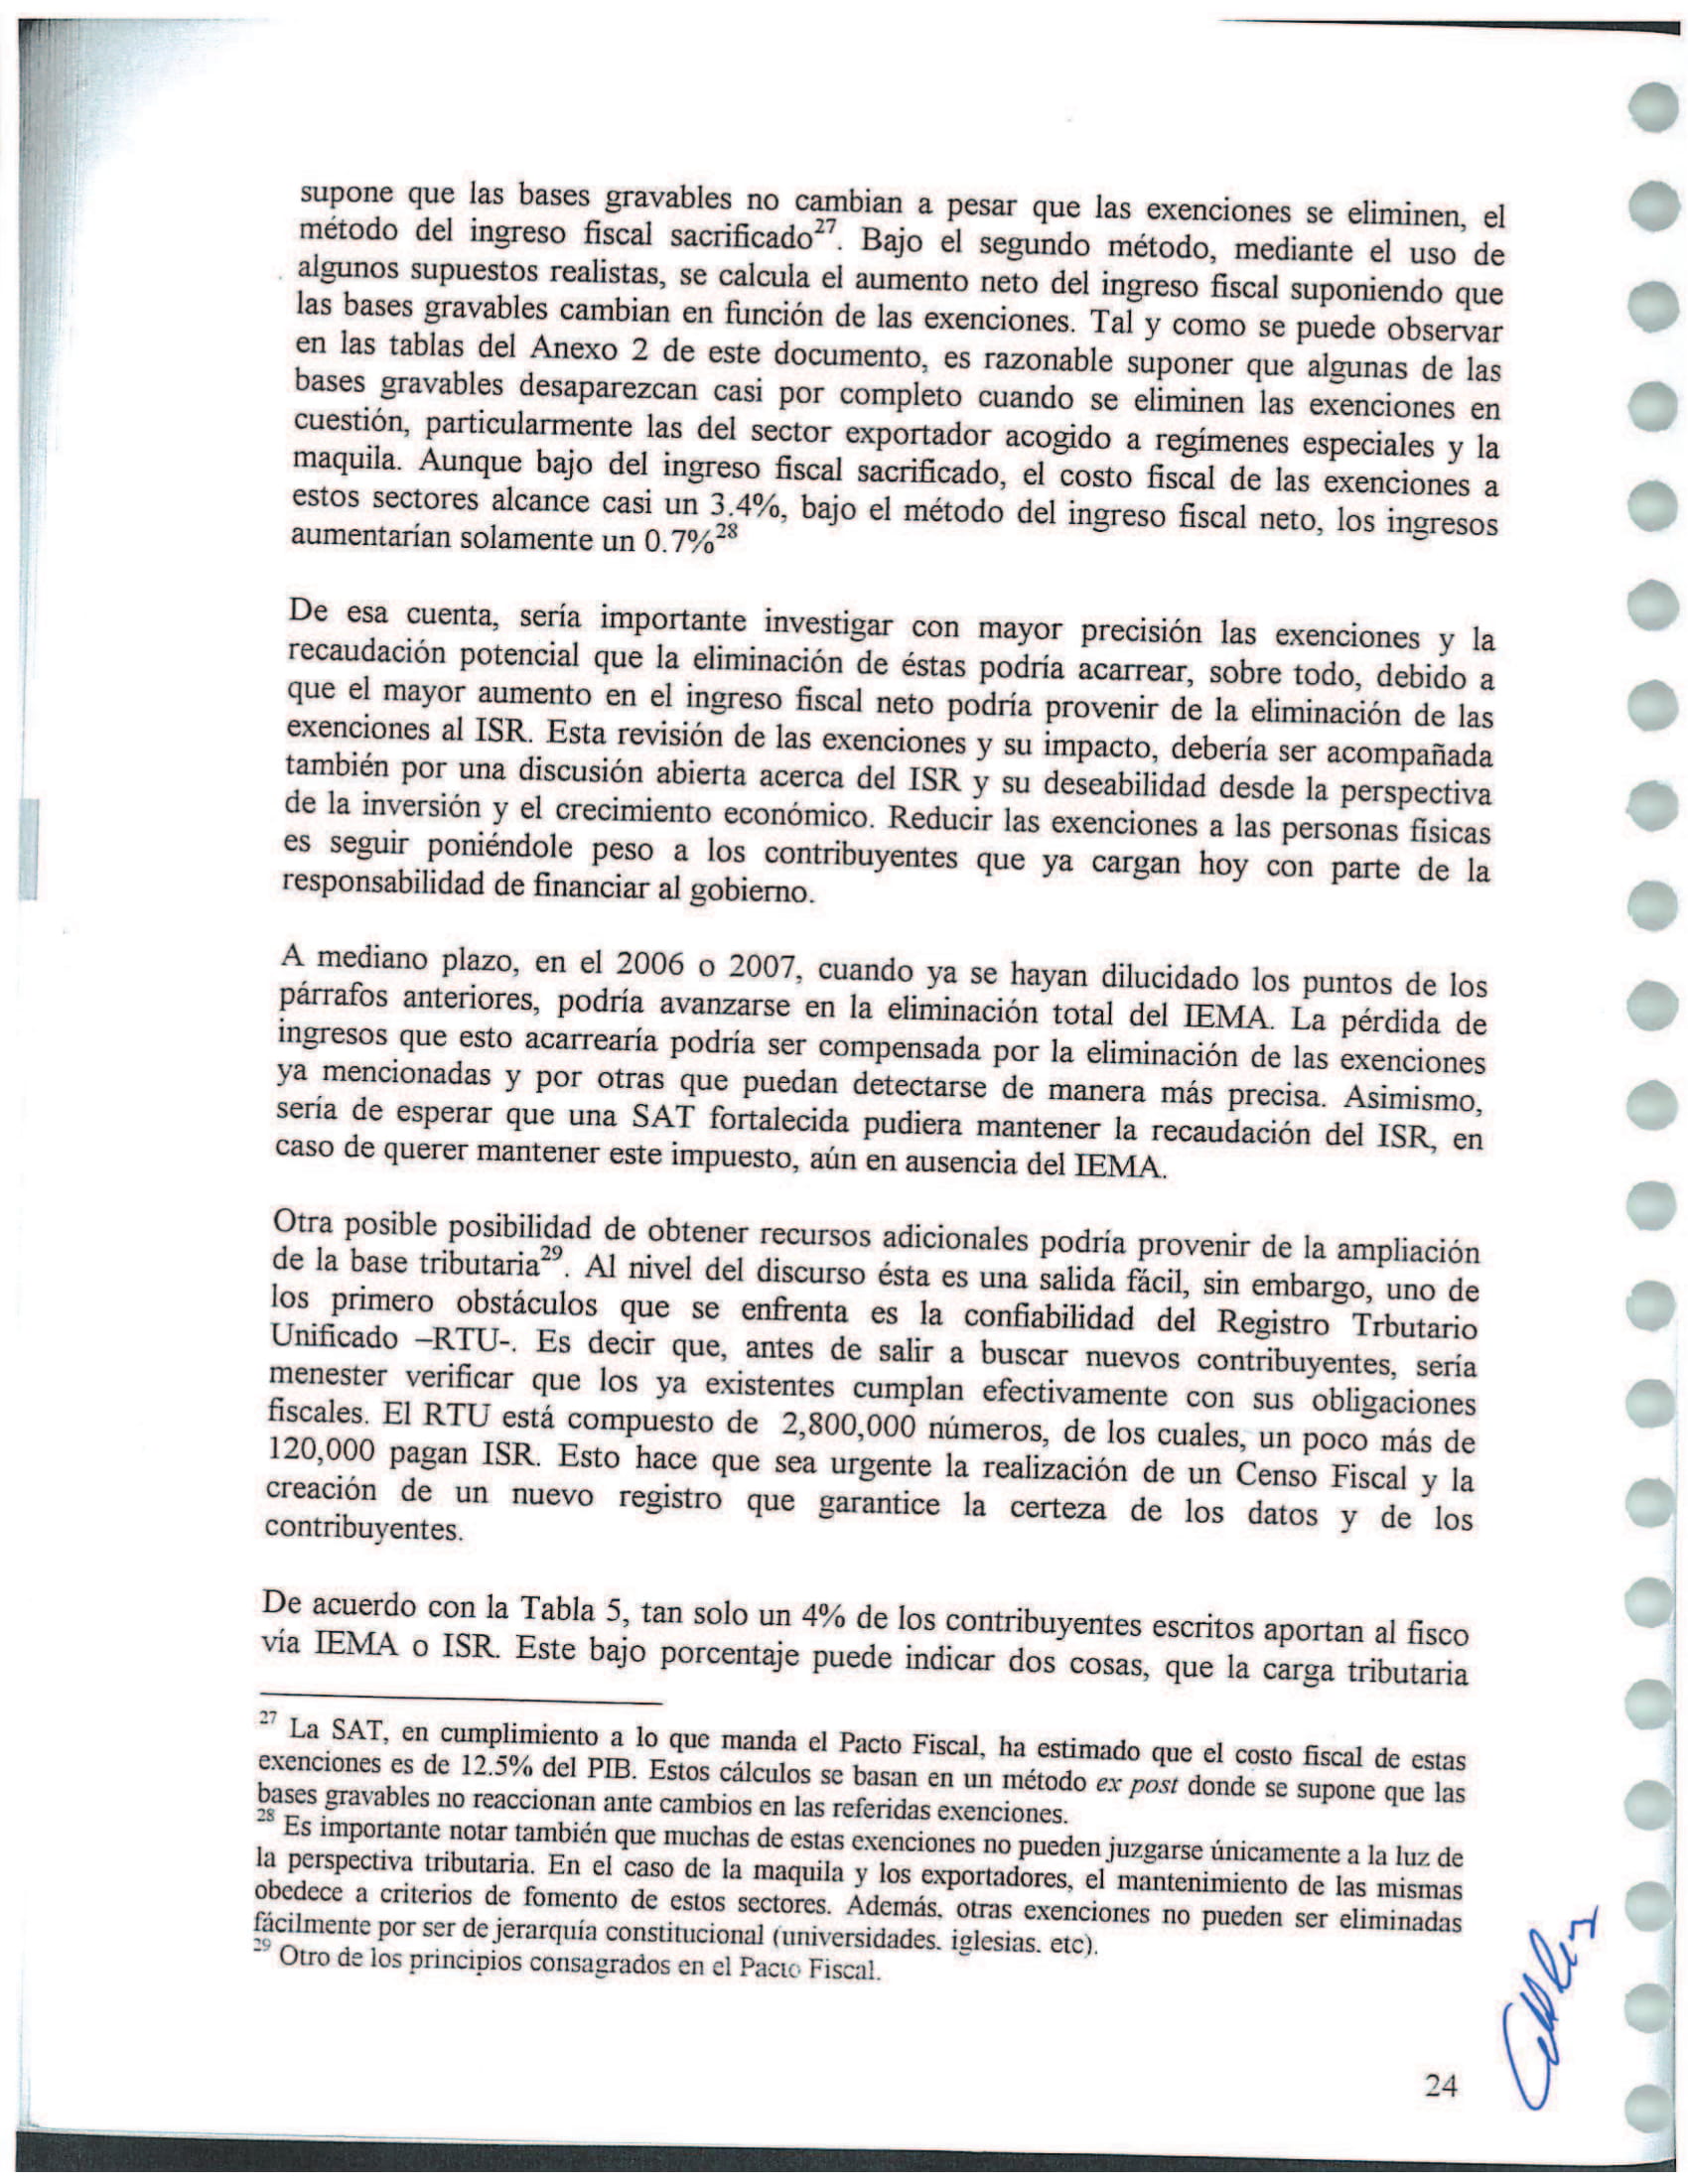 supone que las bases gravables no cambian a pesar que las exenciones se eliminen, el
método del ingreso fiscal sacrificado27. Bajo el segundo método, mediante el uso de
algunos supuestos realistas, se calcula el aumento neto del ingreso fiscal suponiendo que
las bases gravables cambian en función de las exenciones. Tal y como se puede observar
en las tablas del Anexo 2 de este documento, es razonable suponer que algunas de las
bases gravables desaparezcan casi por completo cuando se eliminen las exenciones en
cuestión, particularmente las del sector exportador acogido a regímenes especiales y la
maquila. Aunque bajo del ingreso fiscal sacrificado, el costo fiscal de las exenciones a
estos sectores alcance casi un 3.4%, bajo el método del ingreso fiscal neto, los ingresos
aumentarían solamente un 0.7%28
De esa cuenta, sería importante investigar con mayor precisión las exenciones y la
recaudación potencial que la eliminación de éstas podría acarrear, sobre todo, debido a
que el mayor aumento en el ingreso fiscal neto podría provenir de la eliminación de las
exenciones al ISR. Esta revisión de las exenciones y su impacto, debería ser acompañada
también por una discusión abierta acerca del ISR y su deseabilidad desde la perspectiva
de la inversión y el crecimiento económico. Reducir las exenciones a las personas físicas
es seguir poniéndole peso a los contribuyentes que ya cargan hoy con parte de la
responsabilidad de financiar al gobierno.
A mediano plazo, en el 2006 o 2007, cuando ya se hayan dilucidado los puntos de los
párrafos anteriores, podría avanzarse en la eliminación total del IEMA. La pérdida de
ingresos que esto acarrearía podría ser compensada por la eliminación de las exenciones
ya mencionadas y por otras que puedan detectarse de manera más precisa. Asimismo,
sería de esperar que una SAT fortalecida pudiera mantener la recaudación del ISR, en
caso de querer mantener este impuesto, aún en ausencia del IEMA.
Otra posible posibilidad de obtener recursos adicionales podría provenir de la ampliación
de la base tributaria29. Al nivel del discurso ésta es una salida fácil, sin embargo, uno de
los primero obstáculos que se enfrenta es la confiabilidad del Registro Trbutario
Unificado –RTU-. Es decir que, antes de salir a buscar nuevos contribuyentes, sería
menester verificar que los ya existentes cumplan efectivamente con sus obligaciones
fiscales. El RTU está compuesto de 2,800,000 números, de los cuales, un poco más de
120,000 pagan ISR. Esto hace que sea urgente la realización de un Censo Fiscal y la
creación de un nuevo registro que garantice la certeza de los datos y de los
contribuyentes.
De acuerdo con la Tabla 5, tan solo un 4% de los contribuyentes escritos aportan al fisco
vía IEMA o ISR. Este bajo porcentaje puede indicar dos cosas, que la carga tributaria
27 La SAT, en cumplimiento a lo que manda el Pacto Fiscal, ha estimado que el costo fiscal de estas
exenciones es de 12.5% del PIB. Estos cálculos se basan en un método ex post donde se supone que las
bases gravables no reaccionan ante cambios en las referidas exenciones.
28 Es importante notar también que muchas de estas exenciones no pueden juzgarse únicamente a la luz de
la perspectiva tributaria. En el caso de la maquila y los exportadores, el mantenimiento de las mismas
obedece a criterios de fomento de estos sectores. Además, otras exenciones no pueden ser eliminadas
fácilmente por ser de jerarquía constitucional (universidades. iglesias. etc).
29 Otro de los principios consagrados en el Pacto Fiscal.
24